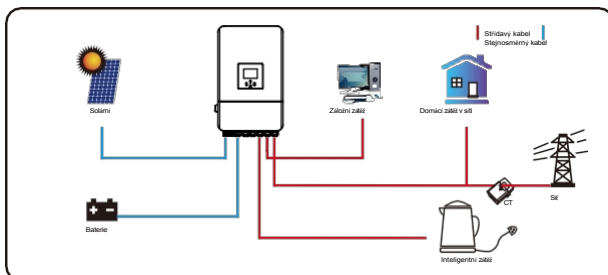 Střídavý kabel
Stejnosměrný kabel
Solární
Záložní zátěž
Domácí zátěž v síti
CT
Síť
Baterie
Inteligentní zátěž